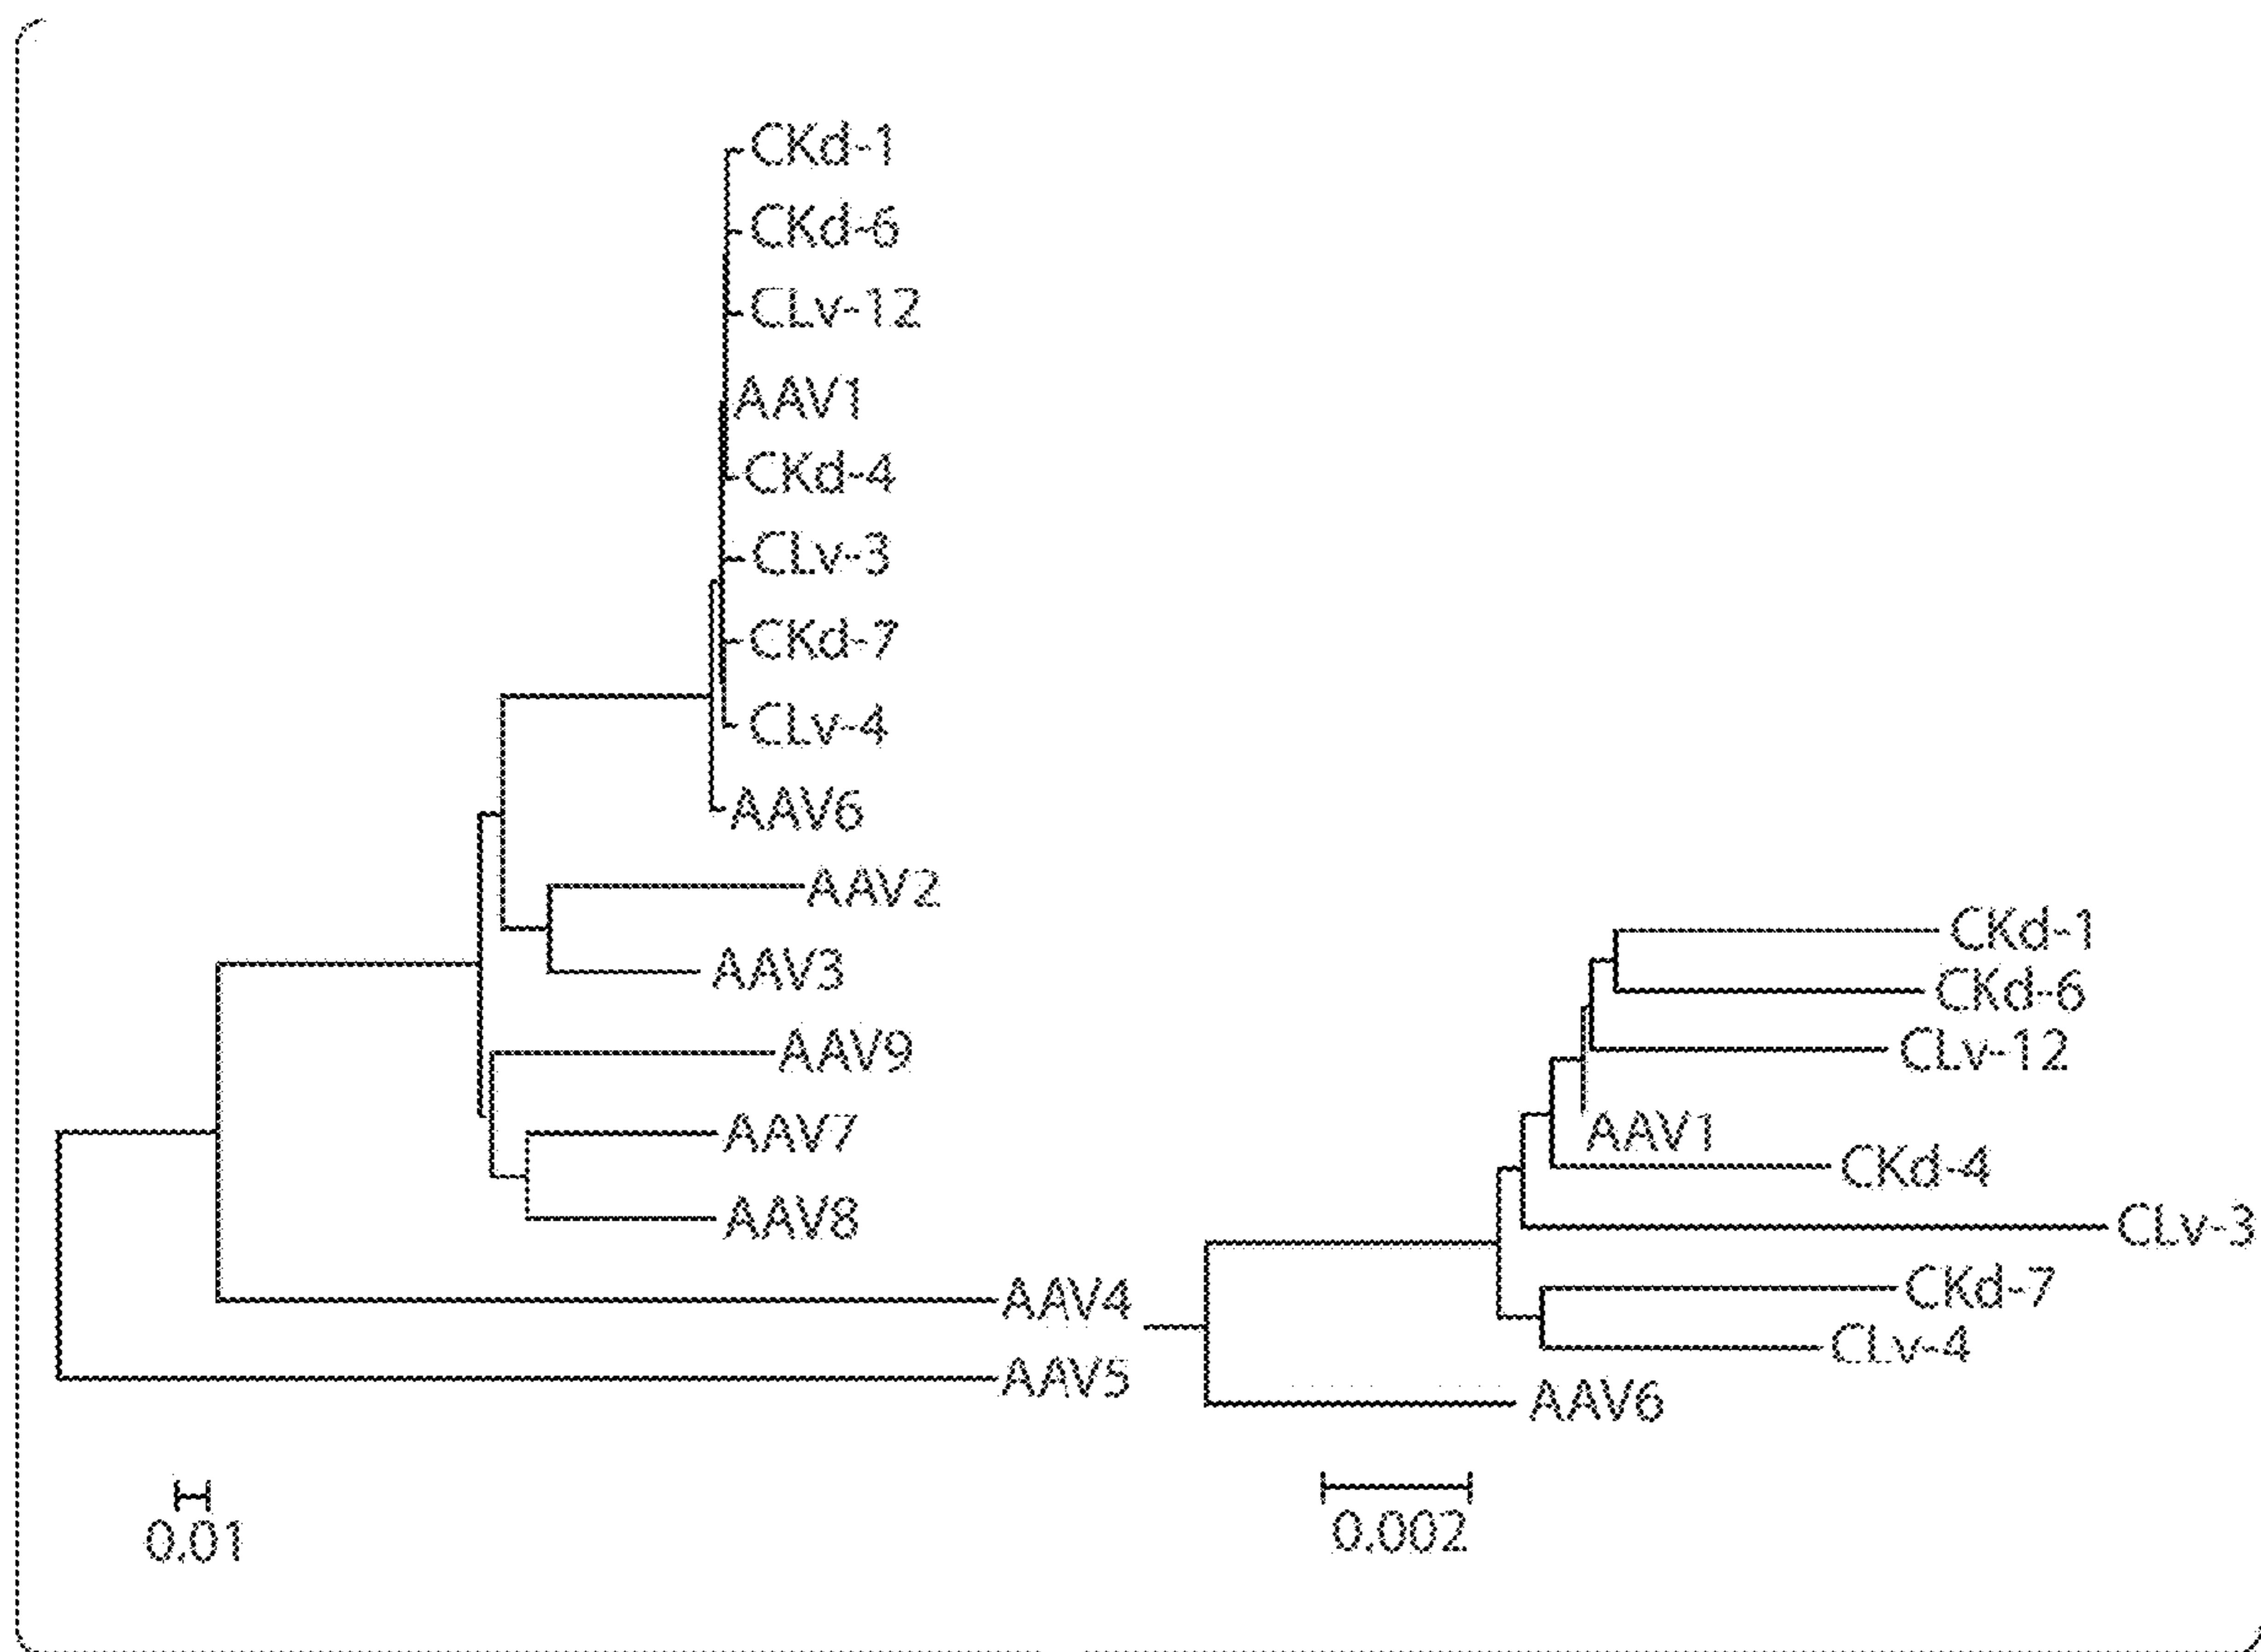 CKd-1
CKd-6
CLv-12
AAV1
CKd-4
CLv-3
CKd-7
CLv-4
AAV6
AAV2
AAV3
AAV9
AAV7
AAV8
AAV4
AAV5
0.01
CKd-1
CKd-6
CLv-12
AAV1
CKd-4
CLv-3
CKd-7
CLv-4
AAV6
0.002